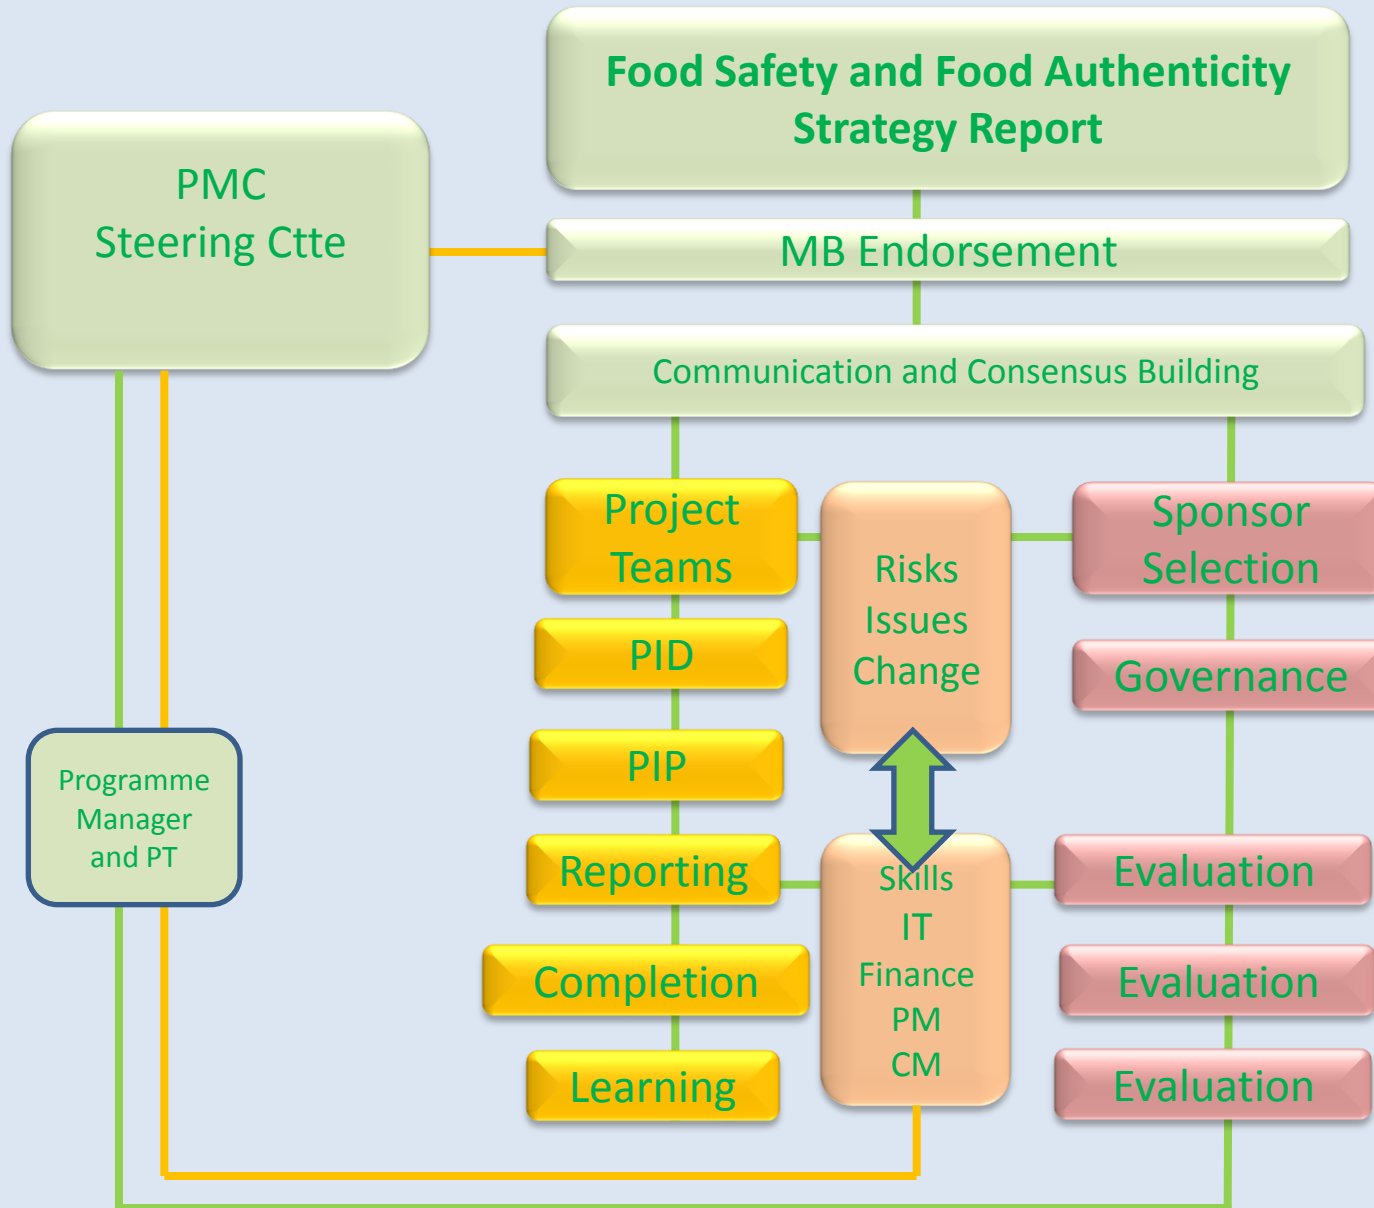 Food Safety and Food Authenticity
Strategy Report
PMC
Steering Ctte
MB Endorsement
Communication and Consensus Building
Project
Teams
Risks
Issues
Change
Sponsor
Selection
PID
Governance
PIP
Programme
Manager
and PT
Reporting
Skills
IT
Finance
PM
CM
Evaluation
Completion
Evaluation
Learning
Evaluation